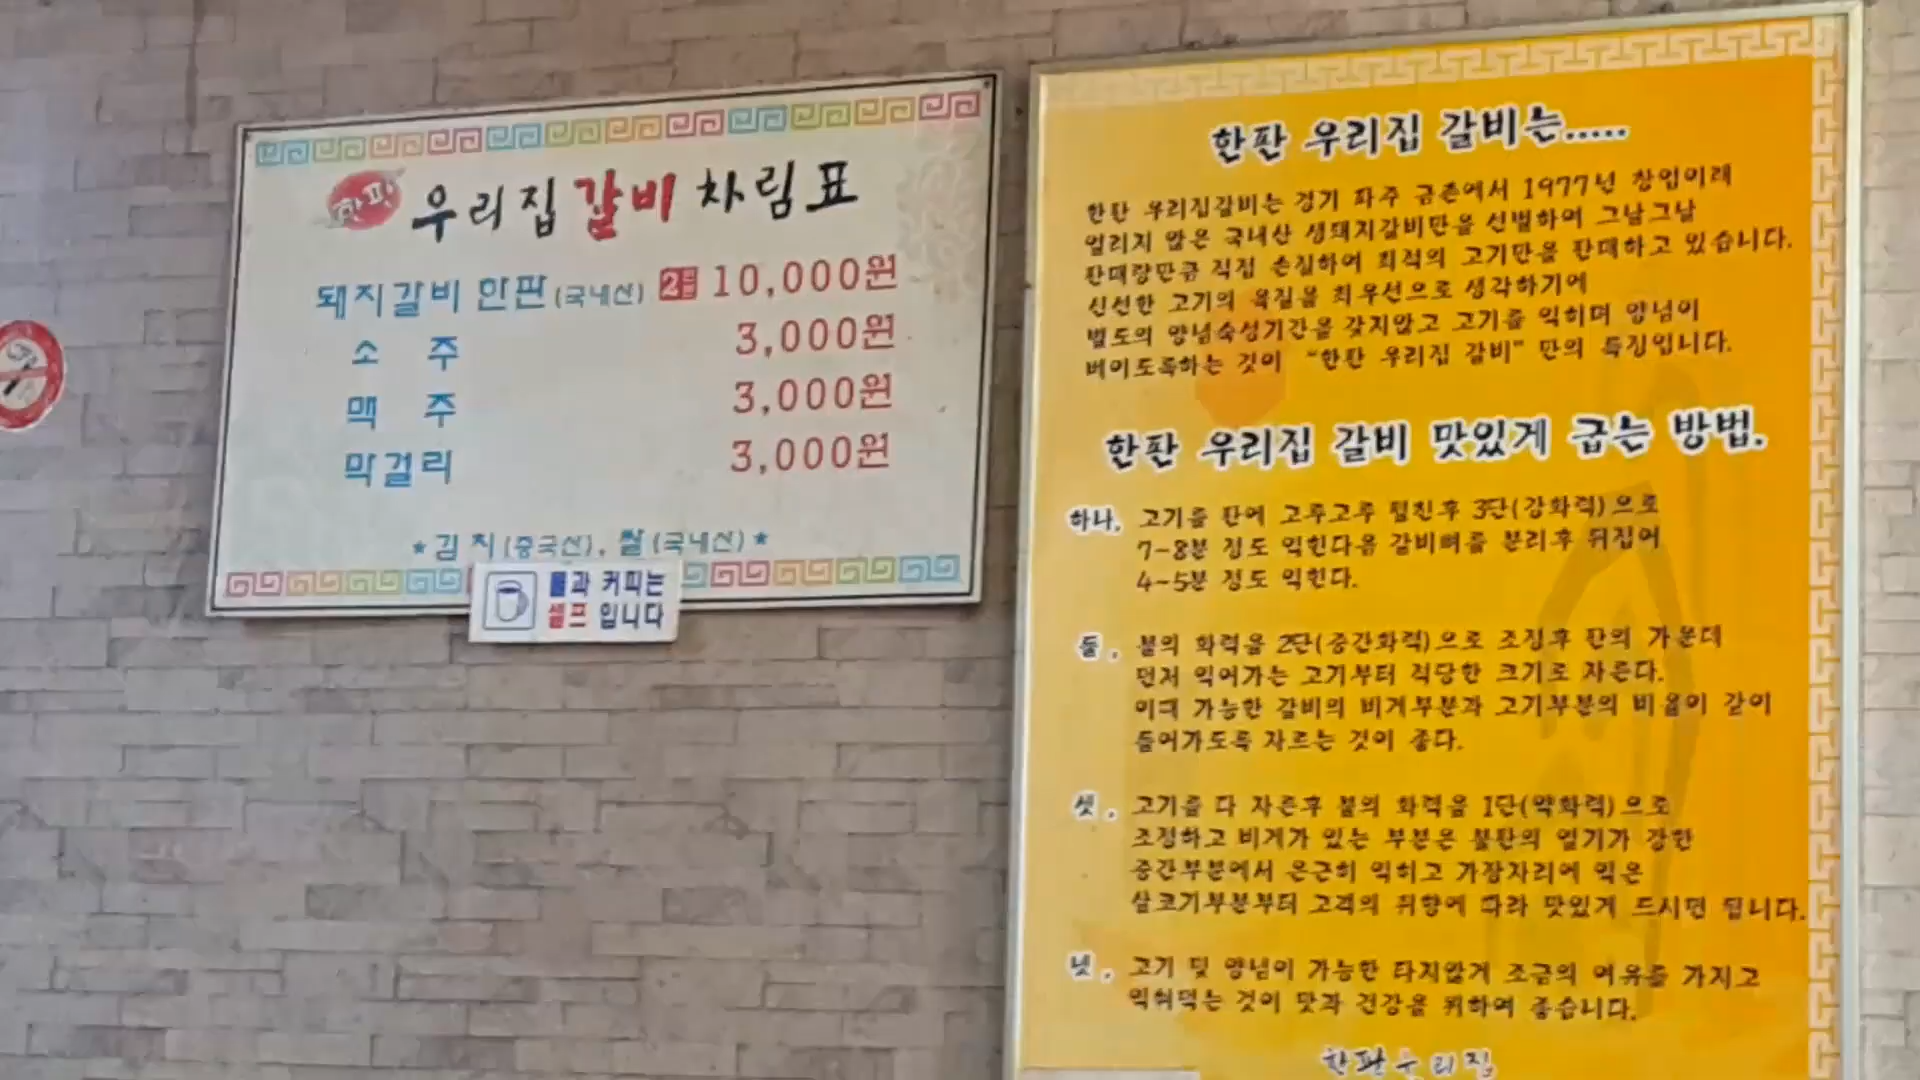 한판 우리집 갈비 차림표
돼지갈비 한판 (국내산) 2인분 10,000원
소 주 3,000원
맥 주 3,000원
막걸리 3,000원
★김 치 (중국산), 쌀 (국내산)★
물과 커피는
셀프 입니다
한판 우리집 갈비는.....
한판 우리집갈비는 경기 파주 금촌에서 1977년 창업이래
얼리지 않은 국내산 생돼지갈비만을 선별하여 그날그날
판매량만큼 직접 손질하여 최적의 고기만을 판매하고 있습니다.
신선한 고기의 육질을 최우선으로 생각하기에
별도의 양념숙성기간을 갖지않고 고기를 익히며 양념이
베이도록하는 것이 "한판 우리집 갈비" 만의 특징입니다.
한판 우리집 갈비 맛있게 굽는 방법.
하나, 고기를 판에 고루고루 펼친후 3단(강화력)으로
7~8분 정도 익힌다음 갈비뼈를 분리후 뒤집어
4~5분 정도 익힌다.
둘, 불의 화력을 2단(중간화력)으로 조정후 판의 가운데
먼저 익어가는 고기부터 적당한 크기로 자른다.
이때 가능한 갈비의 비계부분과 고기부분의 비율이 같이
들어가도록 자르는 것이 좋다.
셋, 고기를 다 자른후 불의 화력을 1단(약화력)으로
조정하고 비계가 있는 부분은 불판의 열기가 강한
중간부분에서 은근히 익히고 가장자리에 익은
살코기부분부터 고객의 취향에 따라 맛있게 드시면 됩니다.
넷, 고기 및 양념이 가능한 타지않게 조금의 여유를 가지고
익혀먹는 것이 맛과 건강을 위하여 좋습니다.
한판우리집